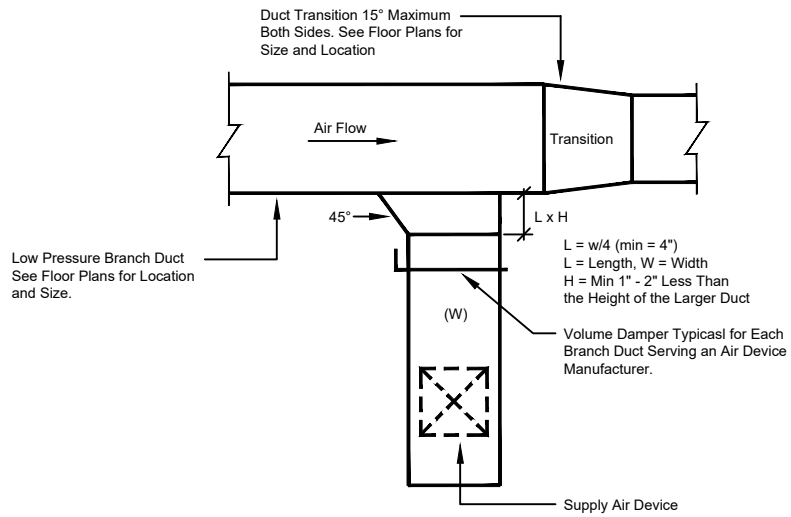 Duct Transition 15° Maximum
Both Sides. See Floor Plans for
Size and Location
Air Flow
Transition
45°
L x H
Low Pressure Branch Duct
See Floor Plans for Location
and Size.
L = w/4 (min = 4")
L = Length, W = Width
H = Min 1" - 2" Less Than
the Height of the Larger Duct
(W)
Volume Damper Typicasl for Each
Branch Duct Serving an Air Device
Manufacturer.
Supply Air Device